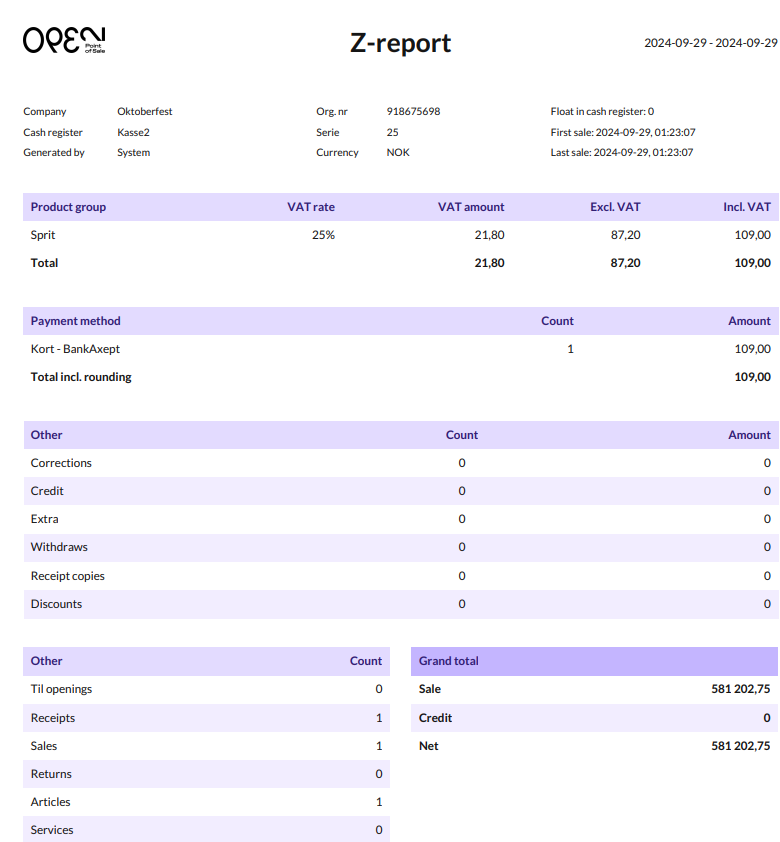 OPEN Point of Sale
Z-report
2024-09-29 - 2024-09-29
Company Oktoberfest Org. nr 918675698 Float in cash register: 0
Cash register Kasse2 Serie 25 First sale: 2024-09-29, 01:23:07
Generated by System Currency NOK Last sale: 2024-09-29, 01:23:07
Product group VAT rate VAT amount Excl. VAT Incl. VAT
Sprit 25% 21,80 87,20 109,00
Total 21,80 87,20 109,00
Payment method Count Amount
Kort - BankAxept 1 109,00
Total incl. rounding 109,00
Other Count Amount
Corrections 0 0
Credit 0 0
Extra 0 0
Withdraws 0 0
Receipt copies 0 0
Discounts 0 0
Other Count
Til openings 0
Receipts 1
Sales 1
Returns 0
Articles 1
Services 0
Grand total
Sale 581 202,75
Credit 0
Net 581 202,75